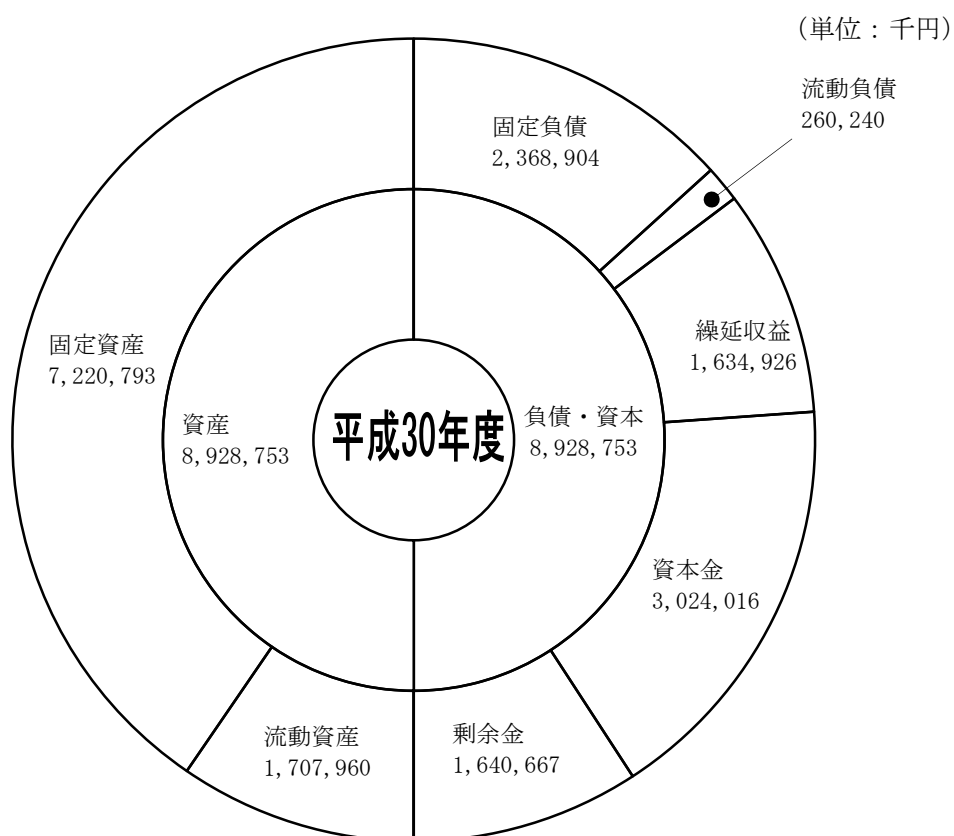 （単位：千円）
流動負債
260,240
固定負債
2,368,904
繰延収益
1,634,926
固定資産
7,220,793
資産
8,928,753
平成30年度
負債・資本
8,928,753
資本金
3,024,016
流動資産
1,707,960
剰余金
1,640,667